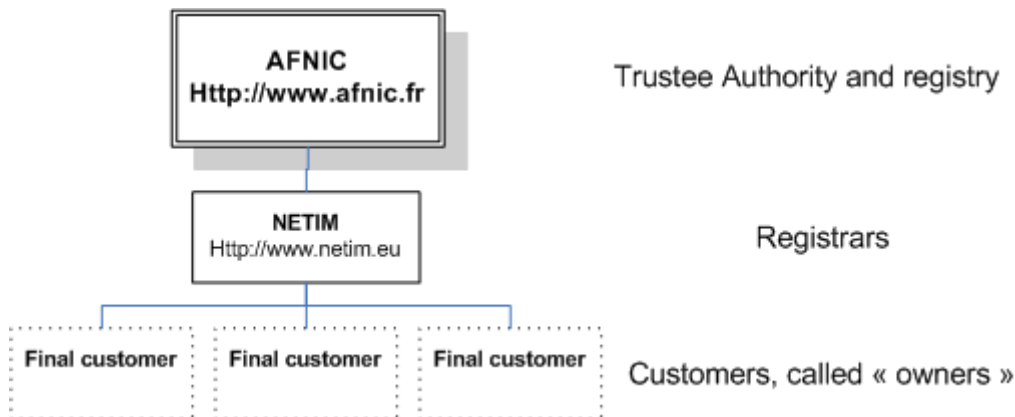 AFNIC
Http://www.afnic.fr
Trustee Authority and registry
NETIM
Http://www.netim.eu
Registrars
Final customer
Final customer
Final customer
Customers, called « owners »